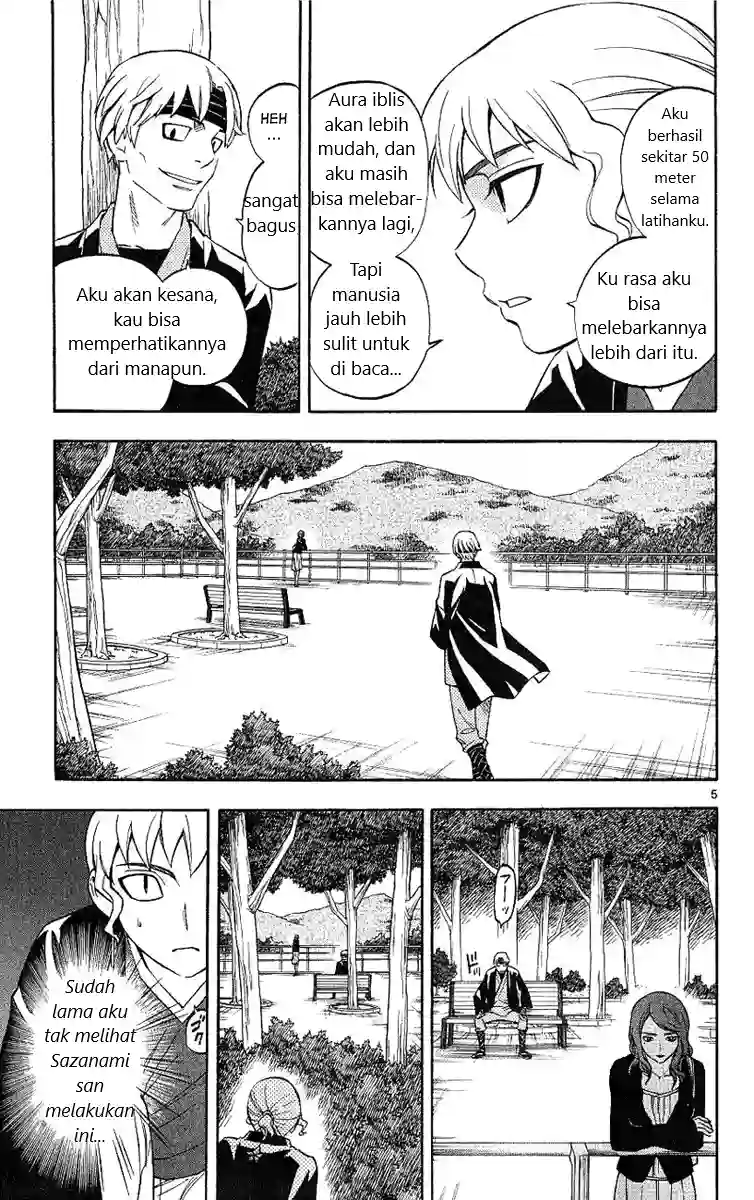 Aku
berhasil
sekitar 50
meter
selama
latihanku.
Ku rasa aku
bisa
melebarkannya
lebih dari itu.
Aura iblis
akan lebih
mudah, dan
aku masih
bisa melebar-
kannya lagi,
Tapi
manusia
jauh lebih
sulit untuk
di baca...
HEH
...
sangat
bagus
Aku akan kesana,
kau bisa
memperhatikannya
dari manapun.
5
Sudah
lama aku
tak melihat
Sazanami
san
melakukan
ini...